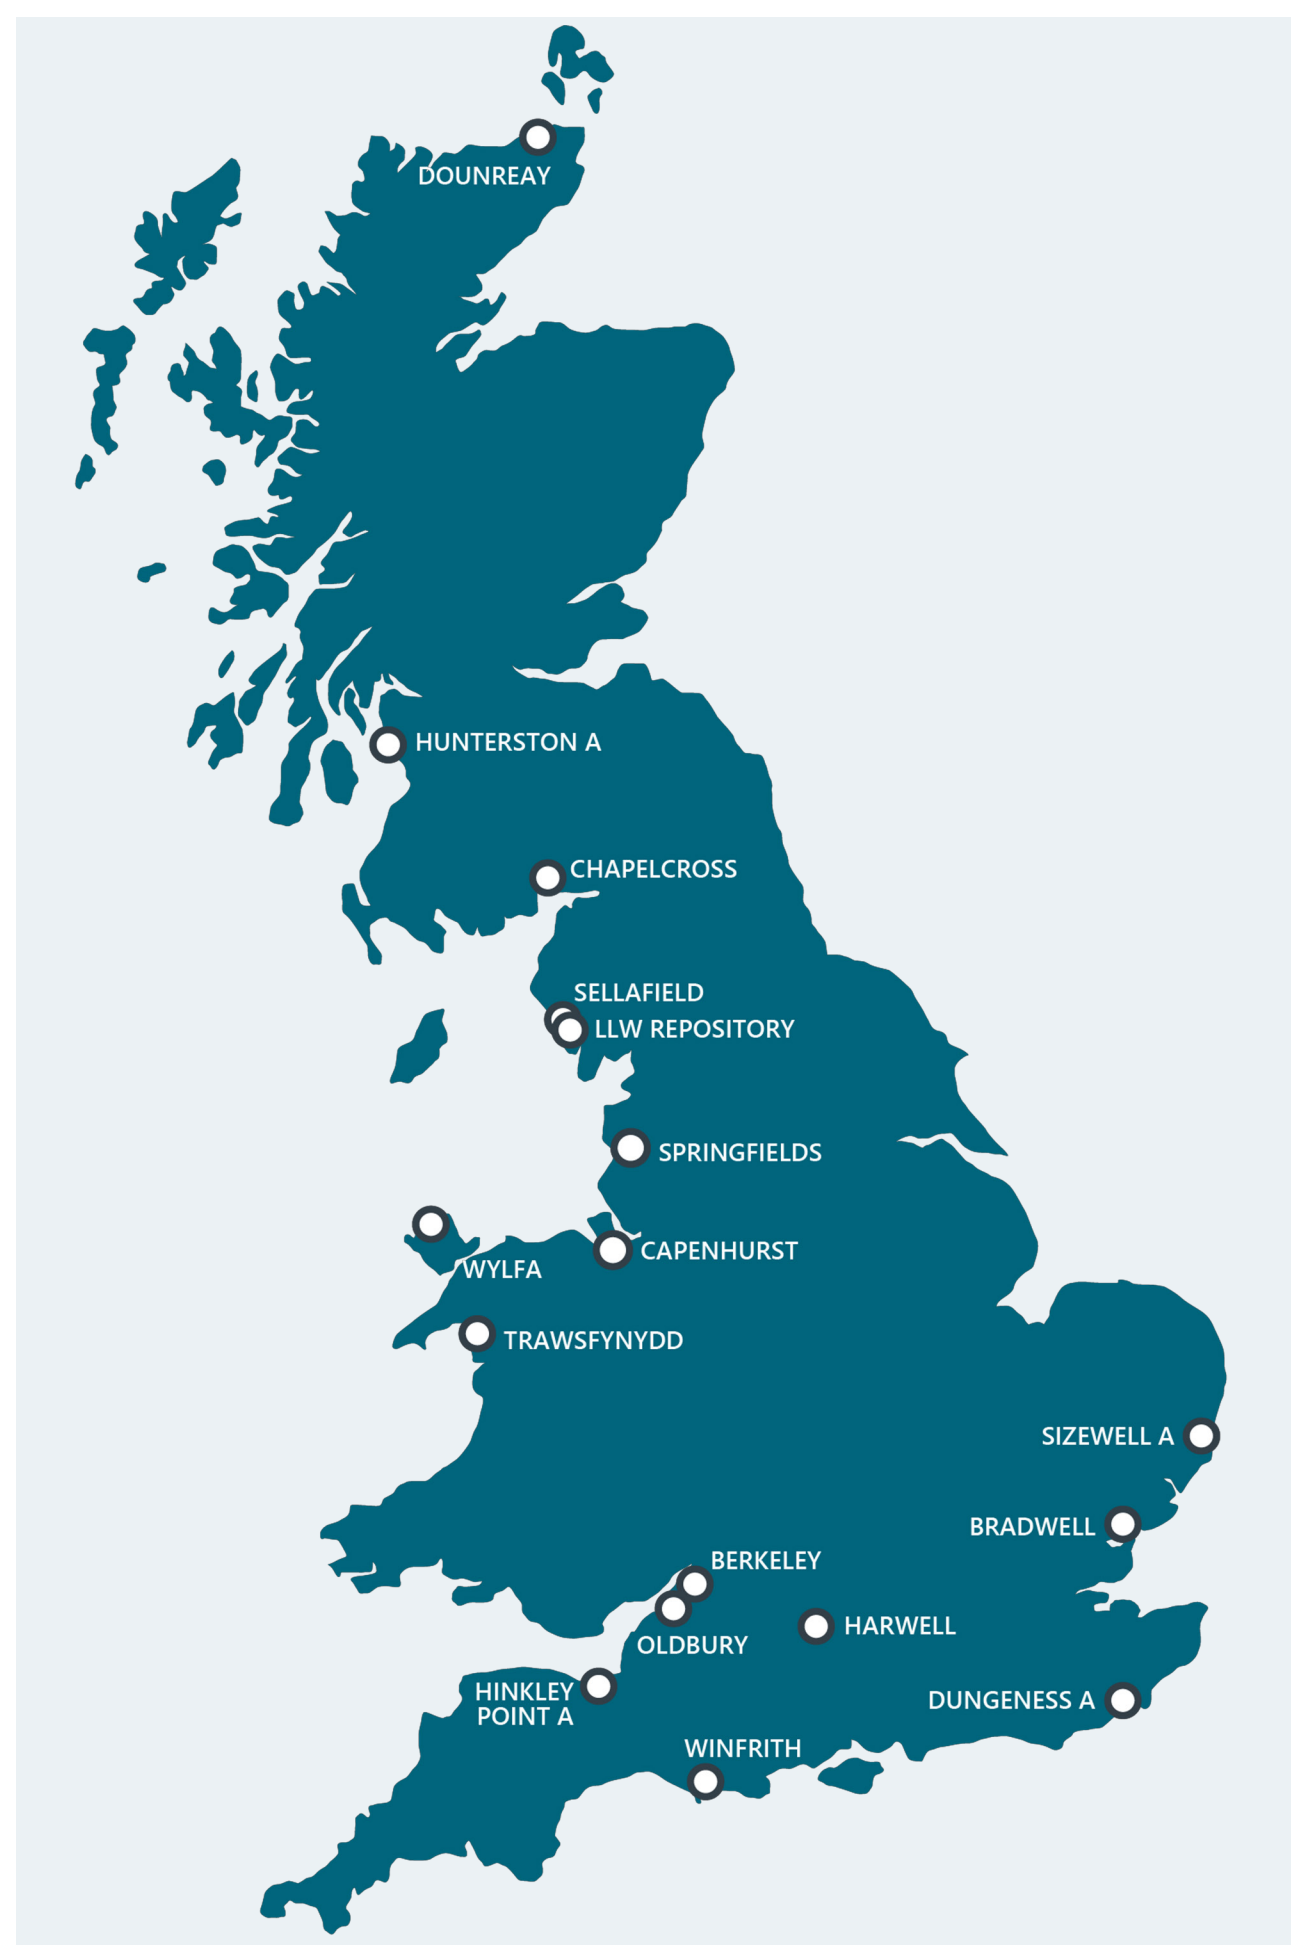 DOUNREAY
HUNTERSTON A
CHAPELCROSS
SELLAFIELD
LLW REPOSITORY
SPRINGFIELDS
CAPENHURST
WYLFA
TRAWSFYNYDD
SIZEWELL A
BRADWELL
BERKELEY
HARWELL
OLDBURY
HINKLEY
POINT A
DUNGENESS A
WINFRITH